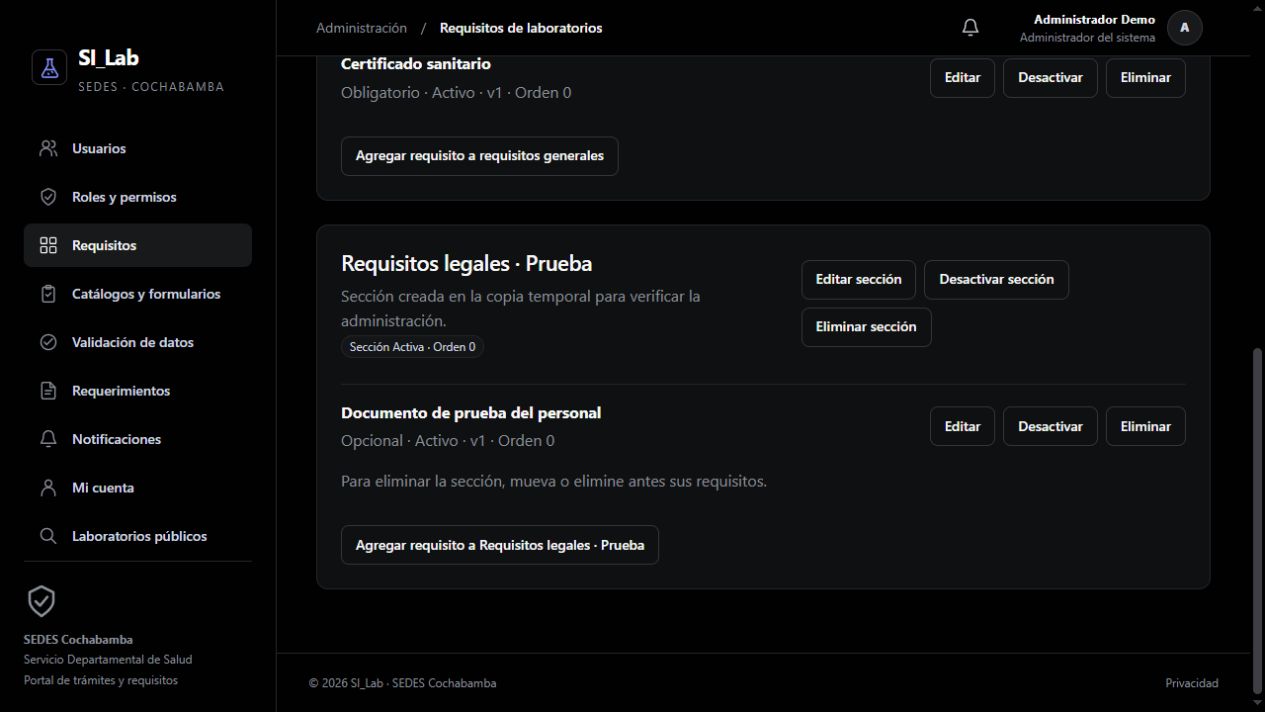 SI_Lab
SEDES · COCHABAMBA
Usuarios
Roles y permisos
Requisitos
Catálogos y formularios
Validación de datos
Requerimientos
Notificaciones
Mi cuenta
Laboratorios públicos
SEDES Cochabamba
Servicio Departamental de Salud
Portal de trámites y requisitos
Administración / Requisitos de laboratorios
Administrador Demo
Administrador del sistema
A
Certificado sanitario
Obligatorio · Activo · v1 · Orden 0
Editar Desactivar Eliminar
Agregar requisito a requisitos generales
Requisitos legales · Prueba
Sección creada en la copia temporal para verificar la
administración.
Sección Activa · Orden 0
Editar sección Desactivar sección
Eliminar sección
Documento de prueba del personal
Opcional · Activo · v1 · Orden 0
Editar Desactivar Eliminar
Para eliminar la sección, mueva o elimine antes sus requisitos.
Agregar requisito a Requisitos legales · Prueba
© 2026 SI_Lab · SEDES Cochabamba
Privacidad